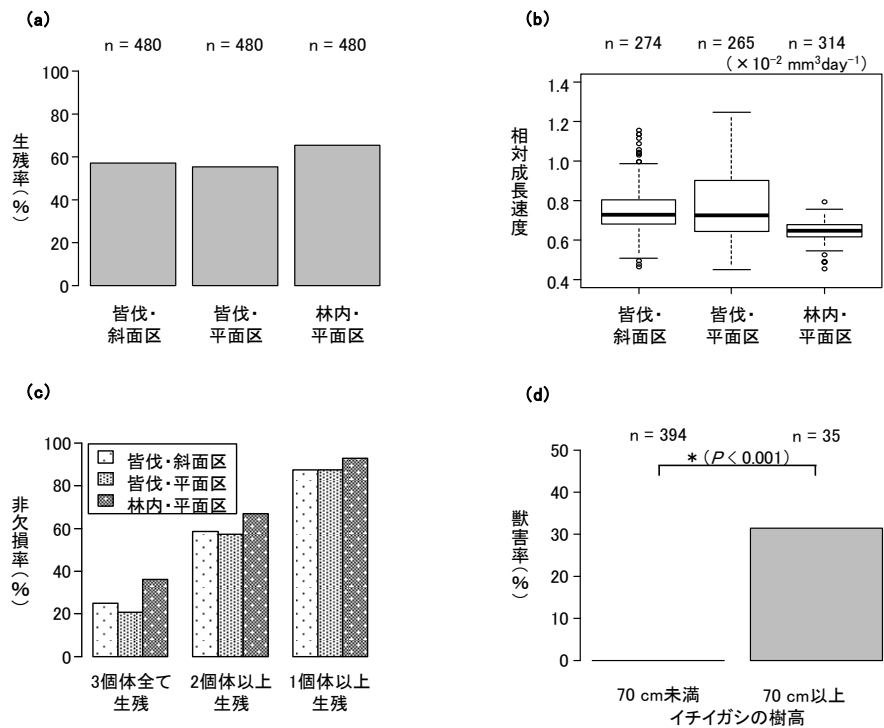 (a)
n = 480 n = 480 n = 480
100
80
60
40
20
0
生残率(%)
皆伐・斜面区
皆伐・平面区
林内・平面区
(b)
n = 274 n = 265 n = 314
(×10⁻² mm³day⁻¹)
1.4
1.2
1.0
0.8
0.6
0.4
相対成長速度
皆伐・斜面区
皆伐・平面区
林内・平面区
(c)
100
80
60
40
20
0
非欠損率(%)
皆伐・斜面区
皆伐・平面区
林内・平面区
3個体全て生残
2個体以上生残
1個体以上生残
(d)
n = 394 n = 35
* (P < 0.001)
50
40
30
20
10
0
獣害率(%)
70 cm未満 70 cm以上
イチイガシの樹高